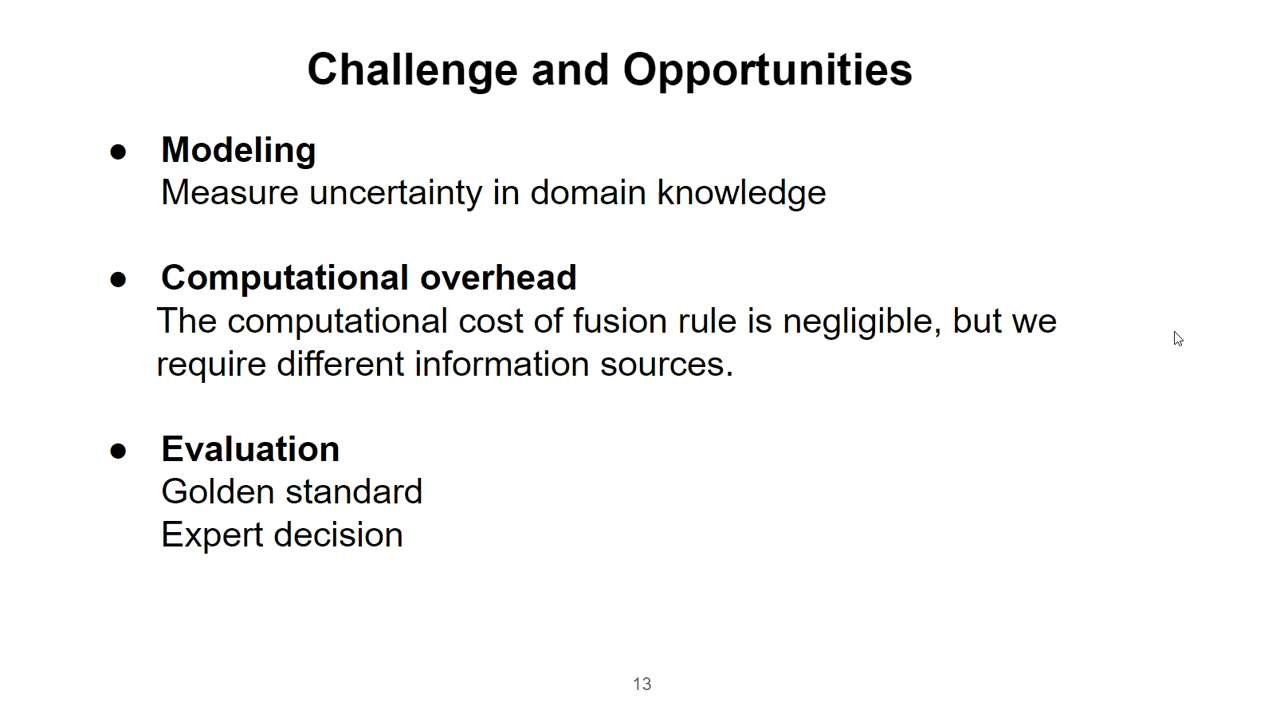 Challenge and Opportunities
● Modeling
Measure uncertainty in domain knowledge
● Computational overhead
The computational cost of fusion rule is negligible, but we
require different information sources.
● Evaluation
Golden standard
Expert decision
13